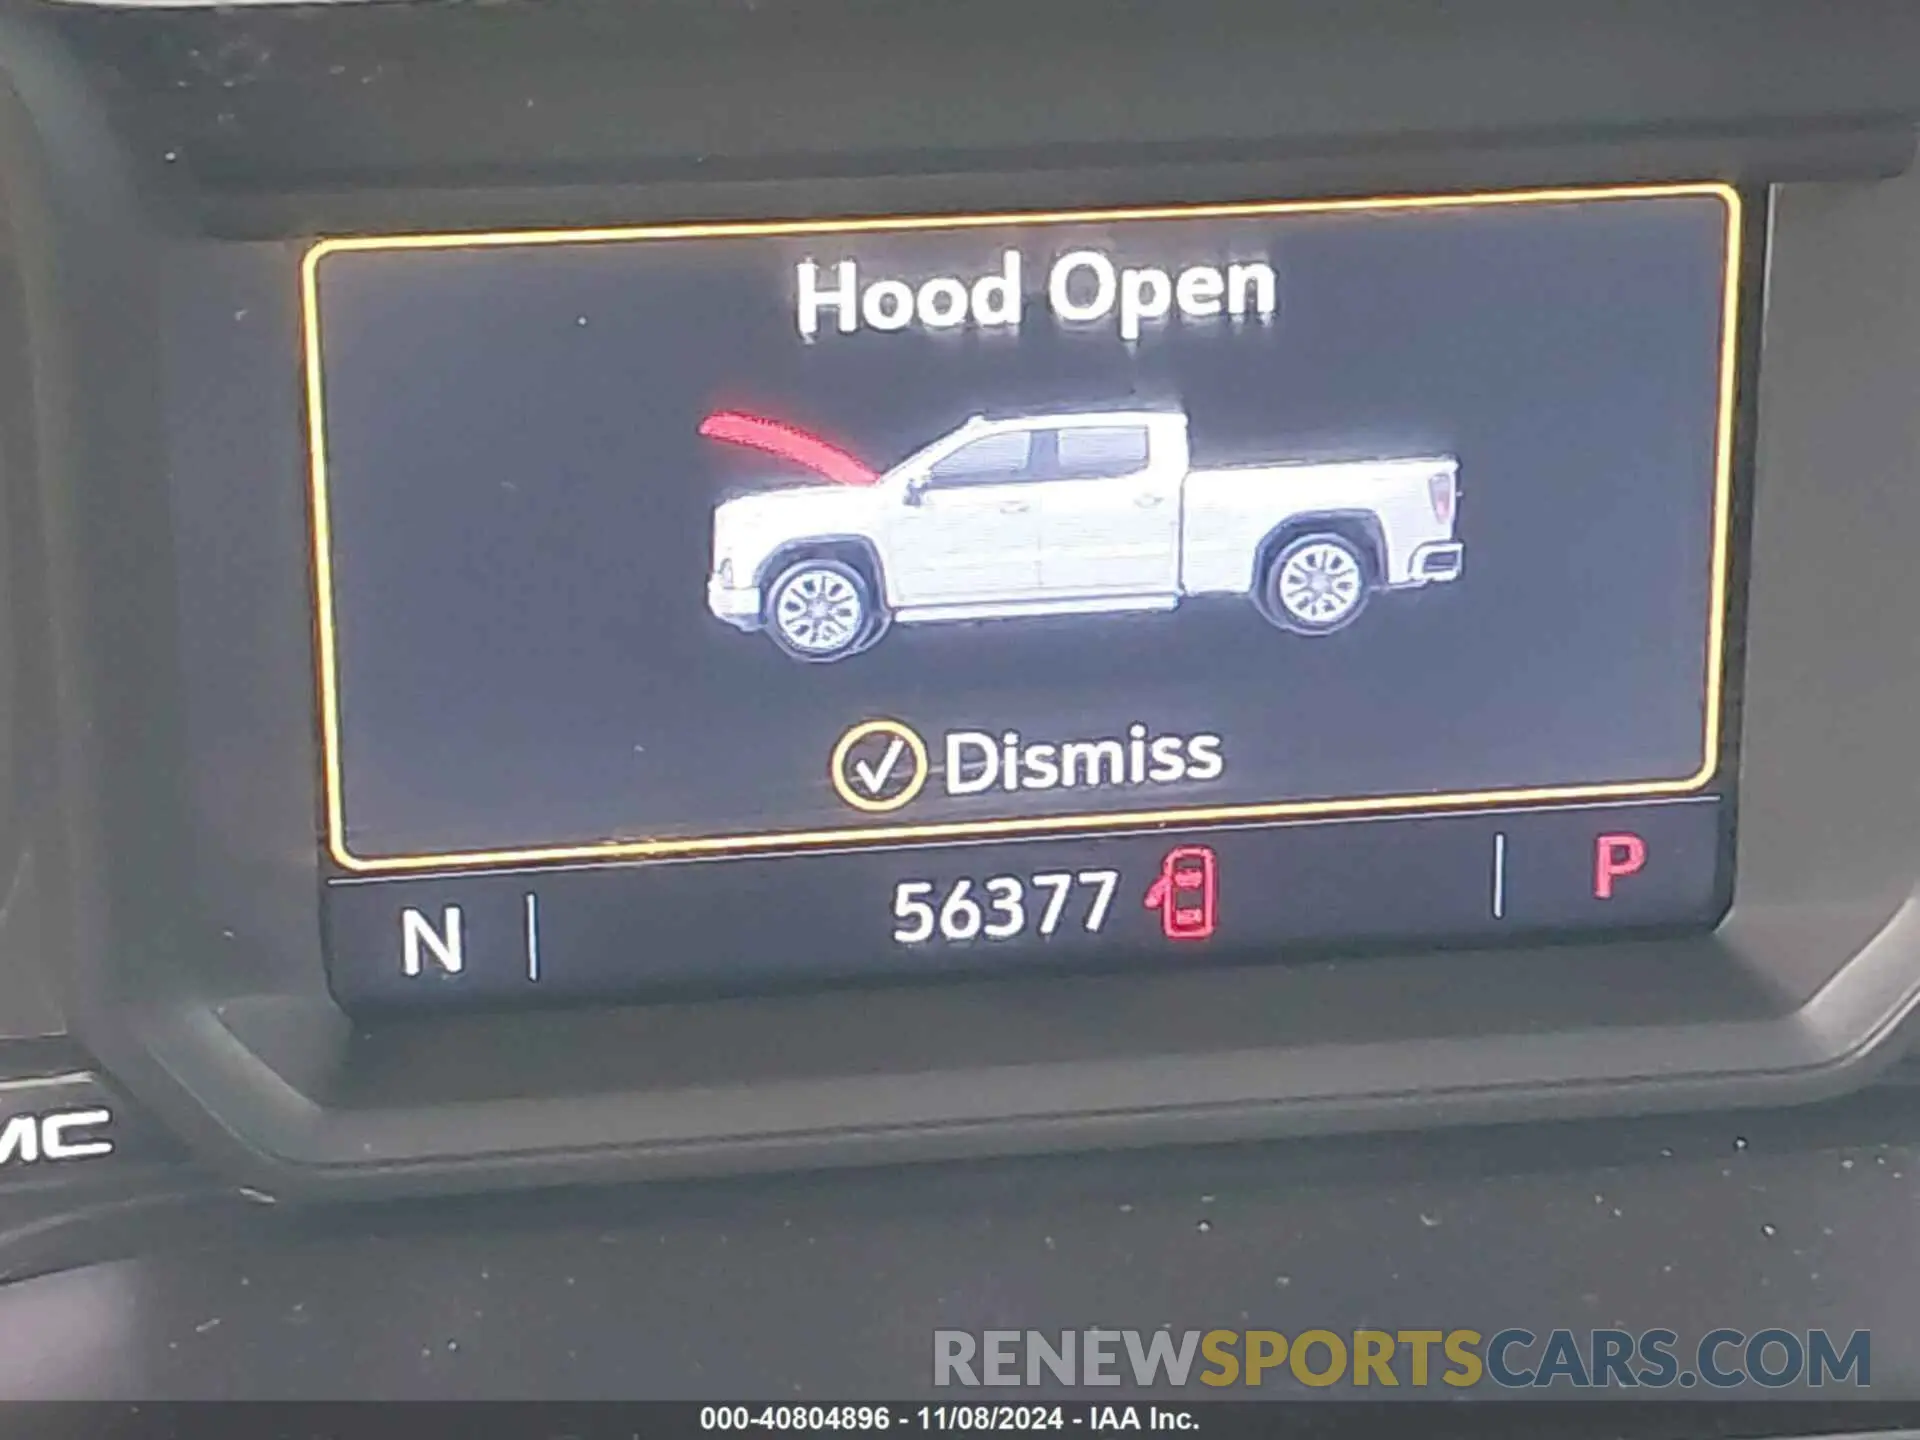 Hood Open
Dismiss
N 56377 P
MC
RENEWSPORTSCARS.COM
000-40804896 - 11/08/2024 - IAA Inc.